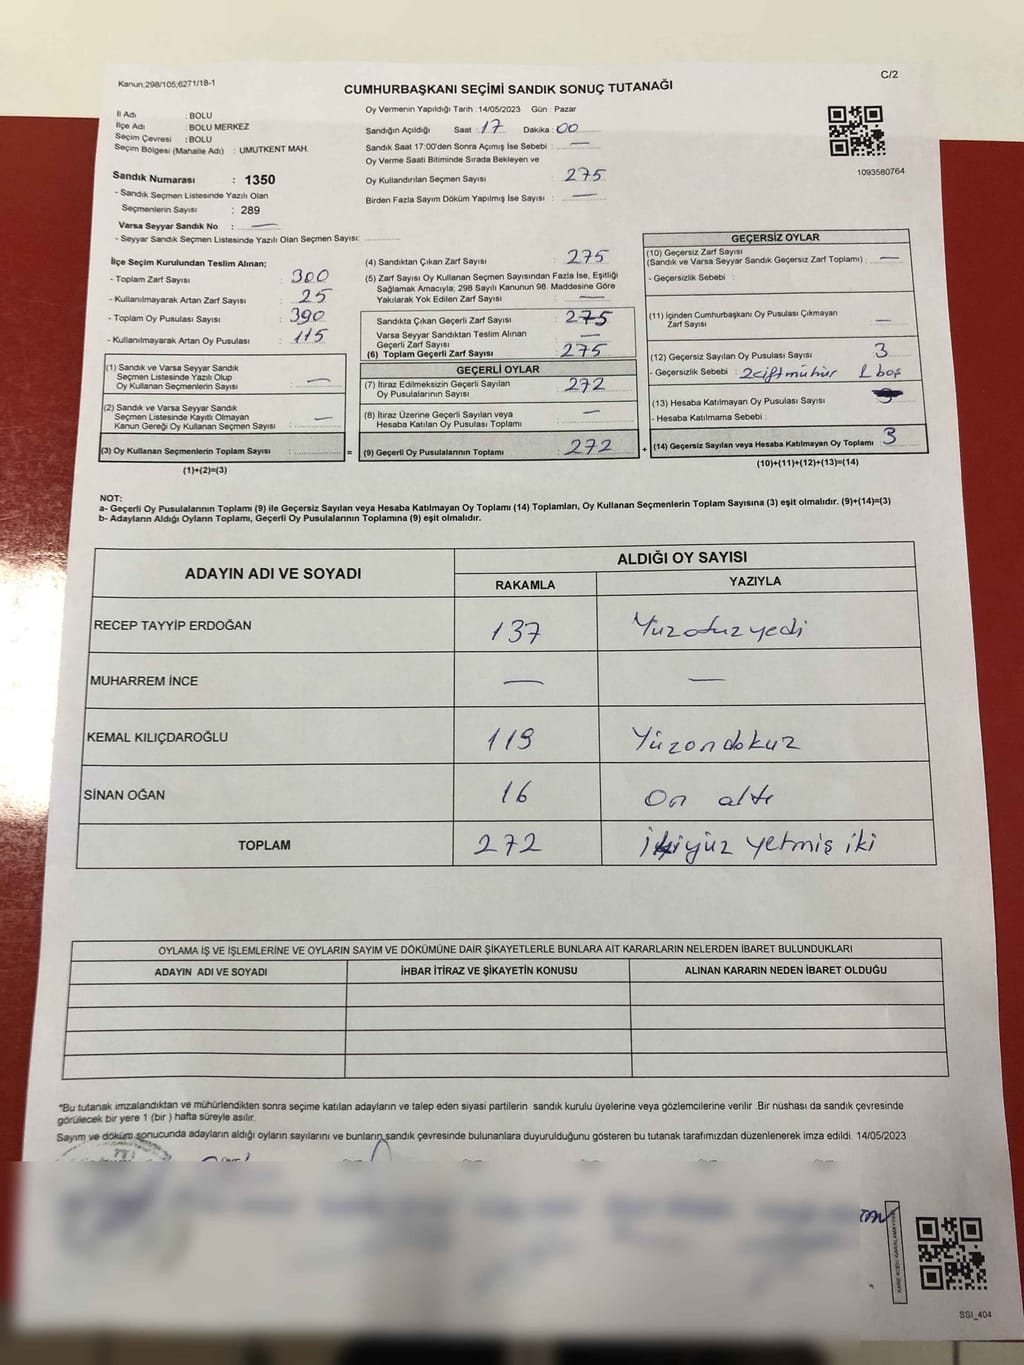 Kanun.298/105;6271/18-1
C/2
CUMHURBAŞKANI SEÇİMİ SANDIK SONUÇ TUTANAĞI
İl Adı : BOLU
İlçe Adı : BOLU MERKEZ
Seçim Çevresi : BOLU
Seçim Bölgesi (Mahalle Adı) : UMUTKENT MAH.
Sandık Numarası : 1350
- Sandık Seçmen Listesinde Yazılı Olan
Seçmenlerin Sayısı : 289
Varsa Seyyar Sandık No : —
- Seyyar Sandık Seçmen Listesinde Yazılı Olan Seçmen Sayısı:
Oy Vermenin Yapıldığı Tarih : 14/05/2023 Gün : Pazar
Sandığın Açıldığı Saat : 17 Dakika : 00
Sandık Saat 17:00'den Sonra Açımış İse Sebebi : —
Oy Verme Saati Bitiminde Sırada Bekleyen ve
Oy Kullandırılan Seçmen Sayısı : 275
Birden Fazla Sayım Döküm Yapılmış İse Sayısı : —
1093580764
İlçe Seçim Kurulundan Teslim Alınan;
- Toplam Zarf Sayısı : 300
- Kullanılmayarak Artan Zarf Sayısı : 25
- Toplam Oy Pusulası Sayısı : 390
- Kullanılmayarak Artan Oy Pusulası : 115
(1) Sandık ve Varsa Seyyar Sandık
Seçmen Listesinde Yazılı Olup
Oy Kullanan Seçmenlerin Sayısı : —
(2) Sandık ve Varsa Seyyar Sandık
Seçmen Listesinde Kayıtlı Olmayan
Kanun Gereği Oy Kullanan Seçmen Sayısı : —
(3) Oy Kullanan Seçmenlerin Toplam Sayısı :
(1)+(2)=(3)
(4) Sandıktan Çıkan Zarf Sayısı : 275
(5) Zarf Sayısı Oy Kullanan Seçmen Sayısından Fazla İse, Eşitliği
Sağlamak Amacıyla; 298 Sayılı Kanunun 98. Maddesine Göre
Yakılarak Yok Edilen Zarf Sayısı : —
Sandıkta Çıkan Geçerli Zarf Sayısı : 275
Varsa Seyyar Sandıktan Teslim Alınan
Geçerli Zarf Sayısı : —
(6) Toplam Geçerli Zarf Sayısı : 275
GEÇERLİ OYLAR
(7) İtiraz Edilmeksizin Geçerli Sayılan
Oy Pusulalarının Sayısı : 272
(8) İtiraz Üzerine Geçerli Sayılan veya
Hesaba Katılan Oy Pusulası Toplamı : —
= (9) Geçerli Oy Pusulalarının Toplamı : 272
GEÇERSİZ OYLAR
(10) Geçersiz Zarf Sayısı
(Sandık ve Varsa Seyyar Sandık Geçersiz Zarf Toplamı) : —
- Geçersizlik Sebebi :
(11) İçinden Cumhurbaşkanı Oy Pusulası Çıkmayan
Zarf Sayısı : —
(12) Geçersiz Sayılan Oy Pusulası Sayısı : 3
- Geçersizlik Sebebi : 2 çift mühür 1 boş
(13) Hesaba Katılmayan Oy Pusulası Sayısı :
- Hesaba Katılmama Sebebi :
+ (14) Geçersiz Sayılan veya Hesaba Katılmayan Oy Toplamı : 3
(10)+(11)+(12)+(13)=(14)
NOT:
a- Geçerli Oy Pusulalarının Toplamı (9) ile Geçersiz Sayılan veya Hesaba Katılmayan Oy Toplamı (14) Toplamları, Oy Kullanan Seçmenlerin Toplam Sayısına (3) eşit olmalıdır. (9)+(14)=(3)
b- Adayların Aldığı Oyların Toplamı, Geçerli Oy Pusulalarının Toplamına (9) eşit olmalıdır.
ADAYIN ADI VE SOYADI
ALDIĞI OY SAYISI
RAKAMLA YAZIYLA
RECEP TAYYİP ERDOĞAN 137 Yüzotuzyedi
MUHARREM İNCE — —
KEMAL KILIÇDAROĞLU 119 Yüzondokuz
SİNAN OĞAN 16 On altı
TOPLAM 272 İkiyüz yetmiş iki
OYLAMA İŞ VE İŞLEMLERİNE VE OYLARIN SAYIM VE DÖKÜMÜNE DAİR ŞİKAYETLERLE BUNLARA AİT KARARLARIN NELERDEN İBARET BULUNDUKLARI
ADAYIN ADI VE SOYADI İHBAR İTİRAZ VE ŞİKAYETİN KONUSU ALINAN KARARIN NEDEN İBARET OLDUĞU
*Bu tutanak imzalandıktan ve mühürlendikten sonra seçime katılan adayların ve talep eden siyasi partilerin sandık kurulu üyelerine veya gözlemcilerine verilir .Bir nüshası da sandık çevresinde
görülecek bir yere 1 (bir ) hafta süreyle asılır.
Sayım ve döküm sonucunda adayların aldığı oyların sayılarını ve bunların sandık çevresinde bulunanlara duyurulduğunu gösteren bu tutanak tarafımızdan düzenlenerek imza edildi. 14/05/2023
SSI_404